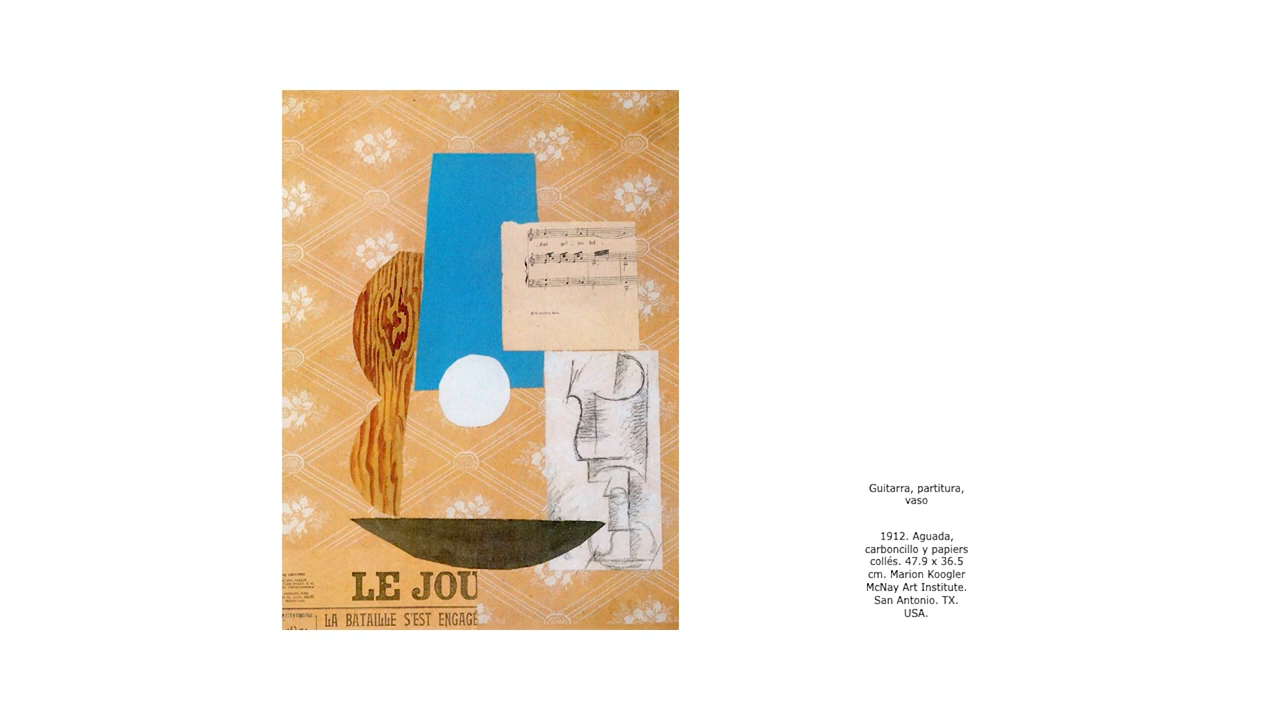 LE JOU
LA BATAILLE S'EST ENGAGÉ
Guitarra, partitura,
vaso
1912. Aguada,
carboncillo y papiers
collés. 47.9 x 36.5
cm. Marion Koogler
McNay Art Institute.
San Antonio. TX.
USA.